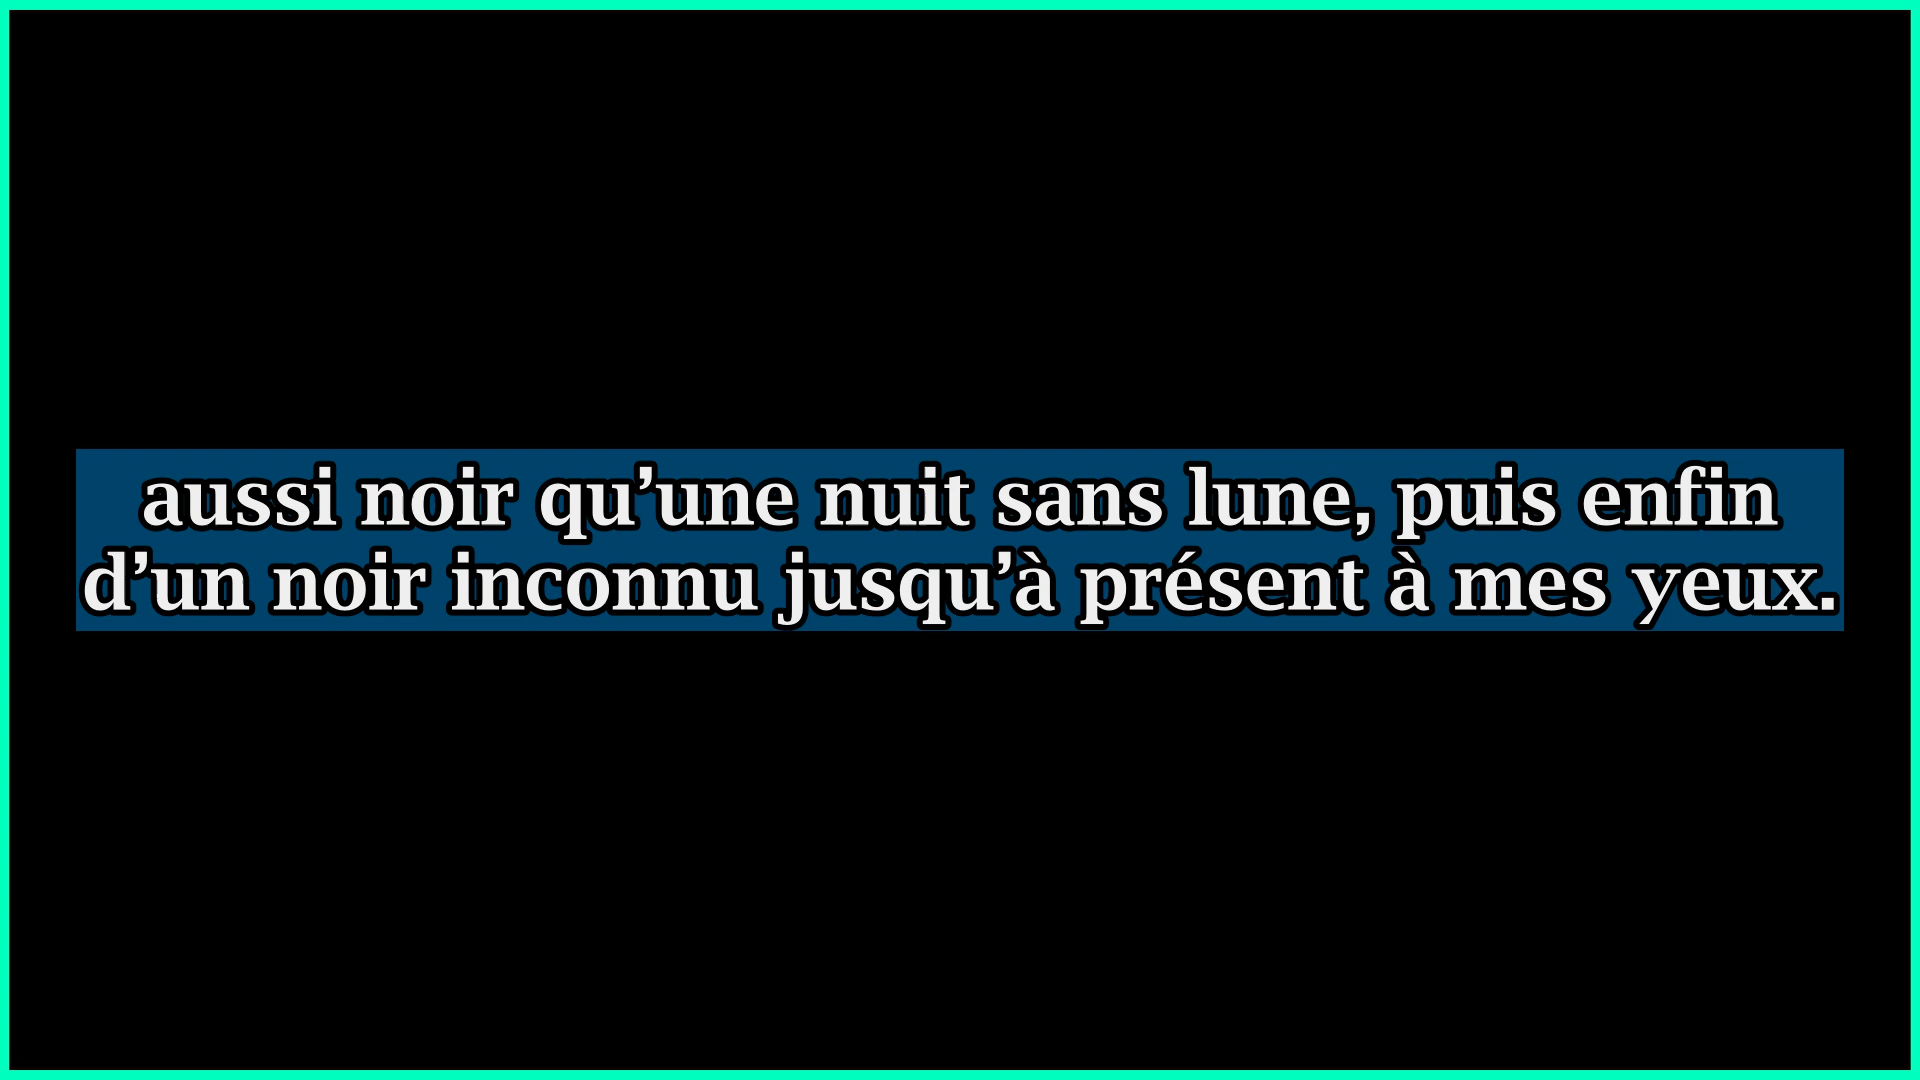 aussi noir qu’une nuit sans lune, puis enfin
d’un noir inconnu jusqu’à présent à mes yeux.